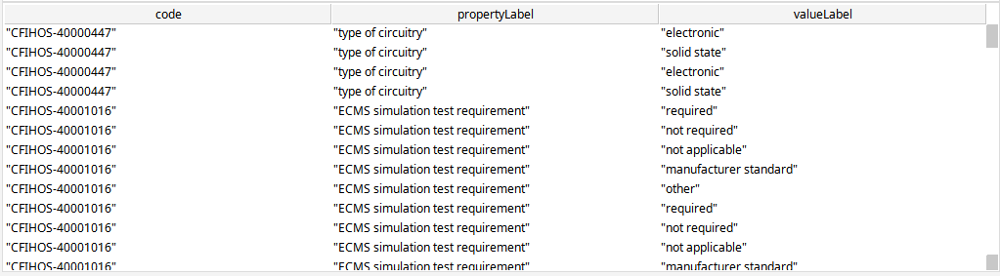 code propertyLabel valueLabel
"CFIHOS-40000447" "type of circuitry" "electronic"
"CFIHOS-40000447" "type of circuitry" "solid state"
"CFIHOS-40000447" "type of circuitry" "electronic"
"CFIHOS-40000447" "type of circuitry" "solid state"
"CFIHOS-40001016" "ECMS simulation test requirement" "required"
"CFIHOS-40001016" "ECMS simulation test requirement" "not required"
"CFIHOS-40001016" "ECMS simulation test requirement" "not applicable"
"CFIHOS-40001016" "ECMS simulation test requirement" "manufacturer standard"
"CFIHOS-40001016" "ECMS simulation test requirement" "other"
"CFIHOS-40001016" "ECMS simulation test requirement" "required"
"CFIHOS-40001016" "ECMS simulation test requirement" "not required"
"CFIHOS-40001016" "ECMS simulation test requirement" "not applicable"
"CFIHOS-40001016" "ECMS simulation test requirement" "manufacturer standard"